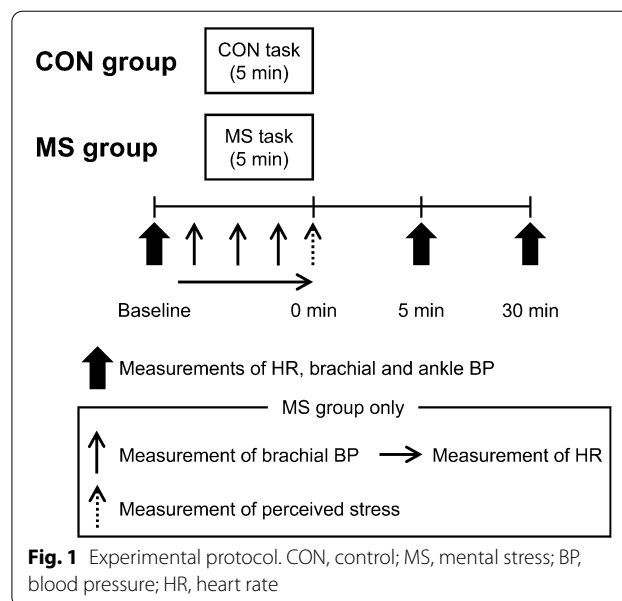 CON group
CON task
(5 min)
MS group
MS task
(5 min)
Baseline 0 min 5 min 30 min
Measurements of HR, brachial and ankle BP
MS group only
Measurement of brachial BP
Measurement of HR
Measurement of perceived stress
Fig. 1 Experimental protocol. CON, control; MS, mental stress; BP,
blood pressure; HR, heart rate